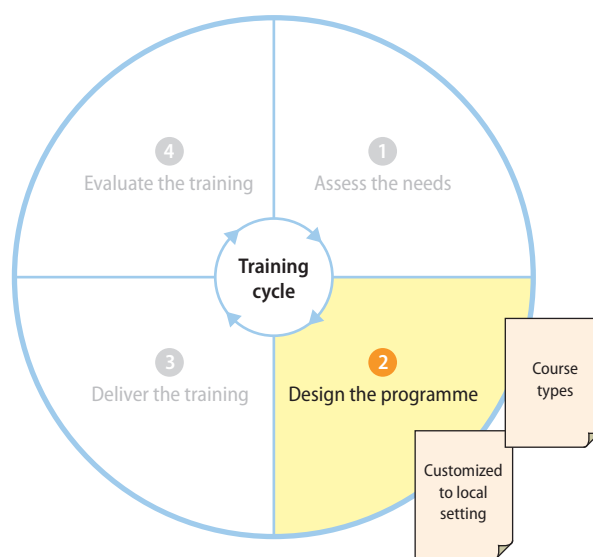 4
Evaluate the training
1
Assess the needs
Training
cycle
3
Deliver the training
2
Design the programme
Course
types
Customized
to local
setting